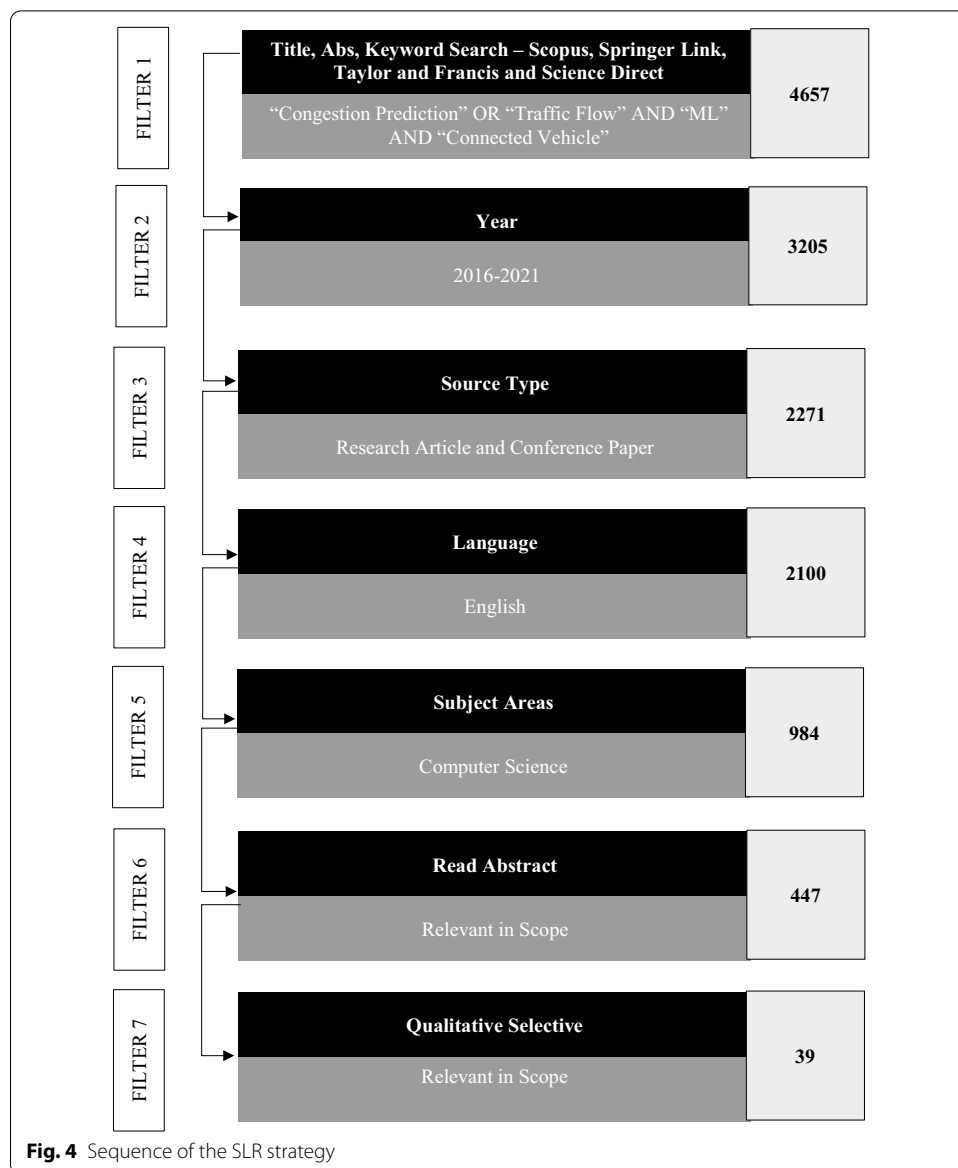 FILTER 1
Title, Abs, Keyword Search – Scopus, Springer Link,
Taylor and Francis and Science Direct
“Congestion Prediction” OR “Traffic Flow” AND “ML”
AND “Connected Vehicle”
4657
FILTER 2
Year
2016-2021
3205
FILTER 3
Source Type
Research Article and Conference Paper
2271
FILTER 4
Language
English
2100
FILTER 5
Subject Areas
Computer Science
984
FILTER 6
Read Abstract
Relevant in Scope
447
FILTER 7
Qualitative Selective
Relevant in Scope
39
Fig. 4 Sequence of the SLR strategy